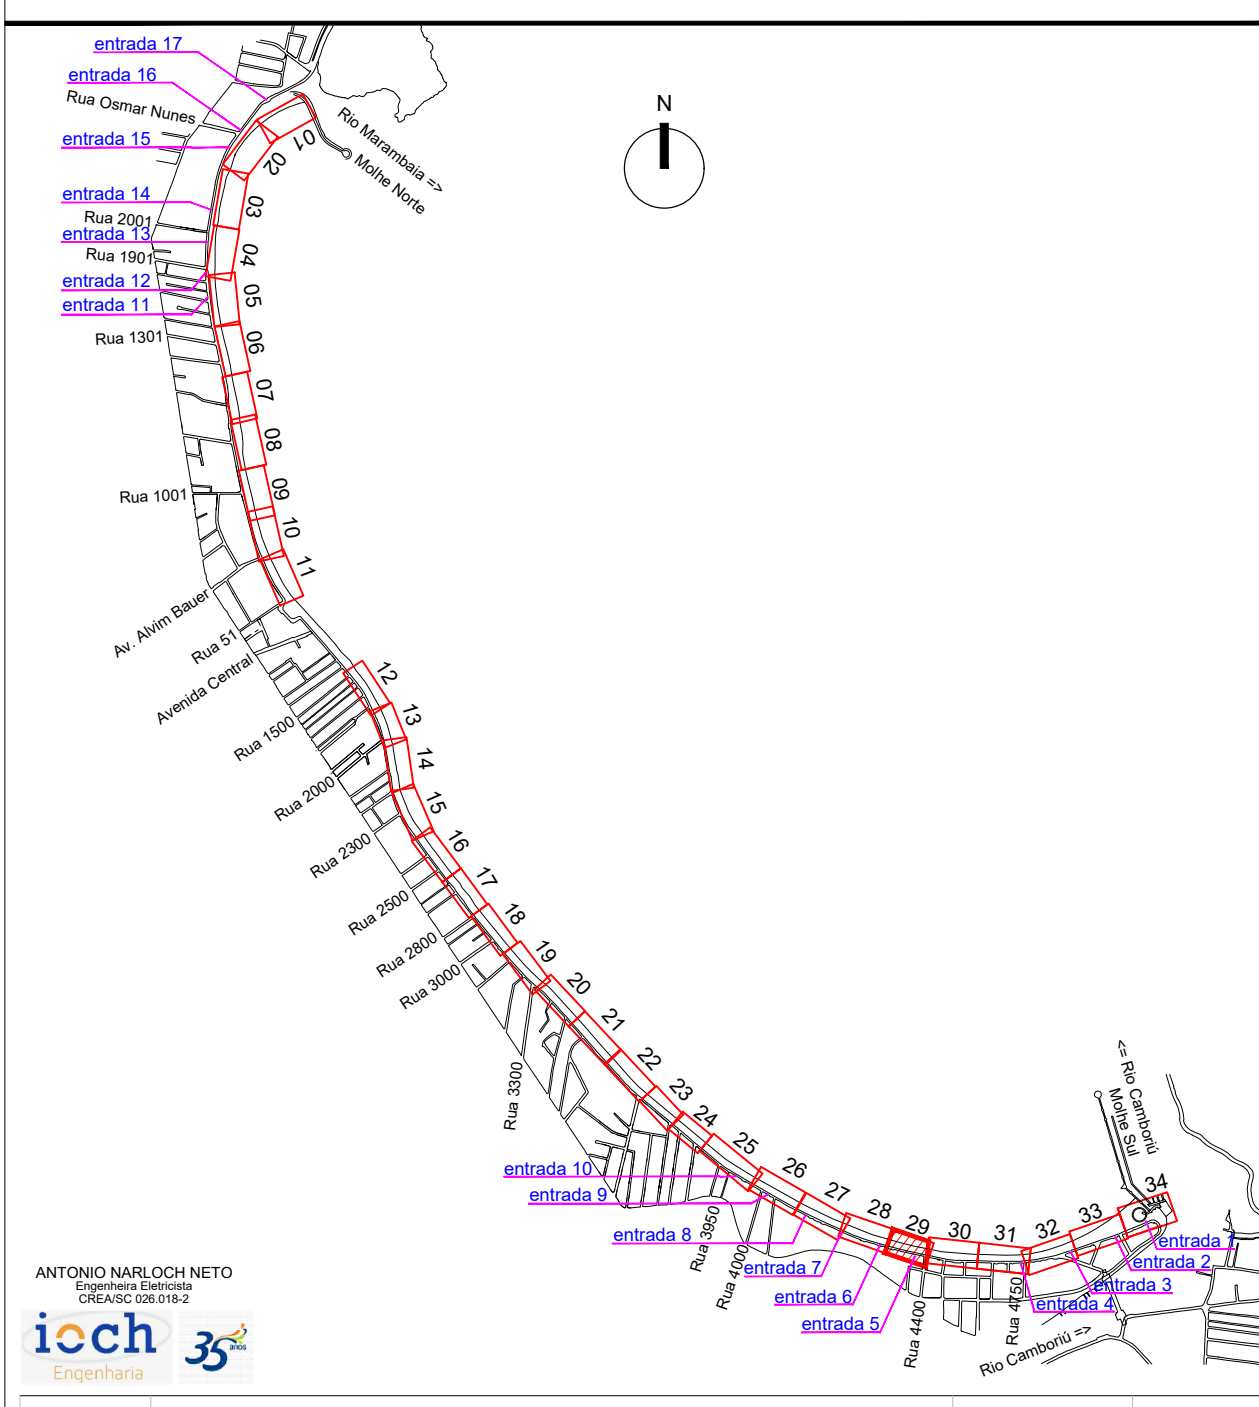 entrada 17
entrada 16
Rua Osmar Nunes
entrada 15
entrada 14
Rua 2001
entrada 13
Rua 1901
entrada 12
entrada 11
Rua 1301
Rua 1001
Av. Alvim Bauer
Rua 51
Avenida Central
Rua 1500
Rua 2000
Rua 2300
Rua 2500
Rua 2800
Rua 3000
Rua 3300
N
Rio Marambaia =>
Molhe Norte
01
02
03
04
05
06
07
08
09
10
11
12
13
14
15
16
17
18
19
20
21
22
23
24
25
26
27
28
29
30
31
32
33
34
<= Rio Camboriú
Molhe Sul
entrada 10
entrada 9
entrada 8
Rua 3950
Rua 4000
entrada 7
entrada 6
entrada 5
Rua 4400
Rua 4750
entrada 1
entrada 2
entrada 3
entrada 4
Rio Camboriú =>
ANTONIO NARLOCH NETO
Engenheira Eletricista
CREA/SC 026.018-2
ioch
Engenharia
35
anos